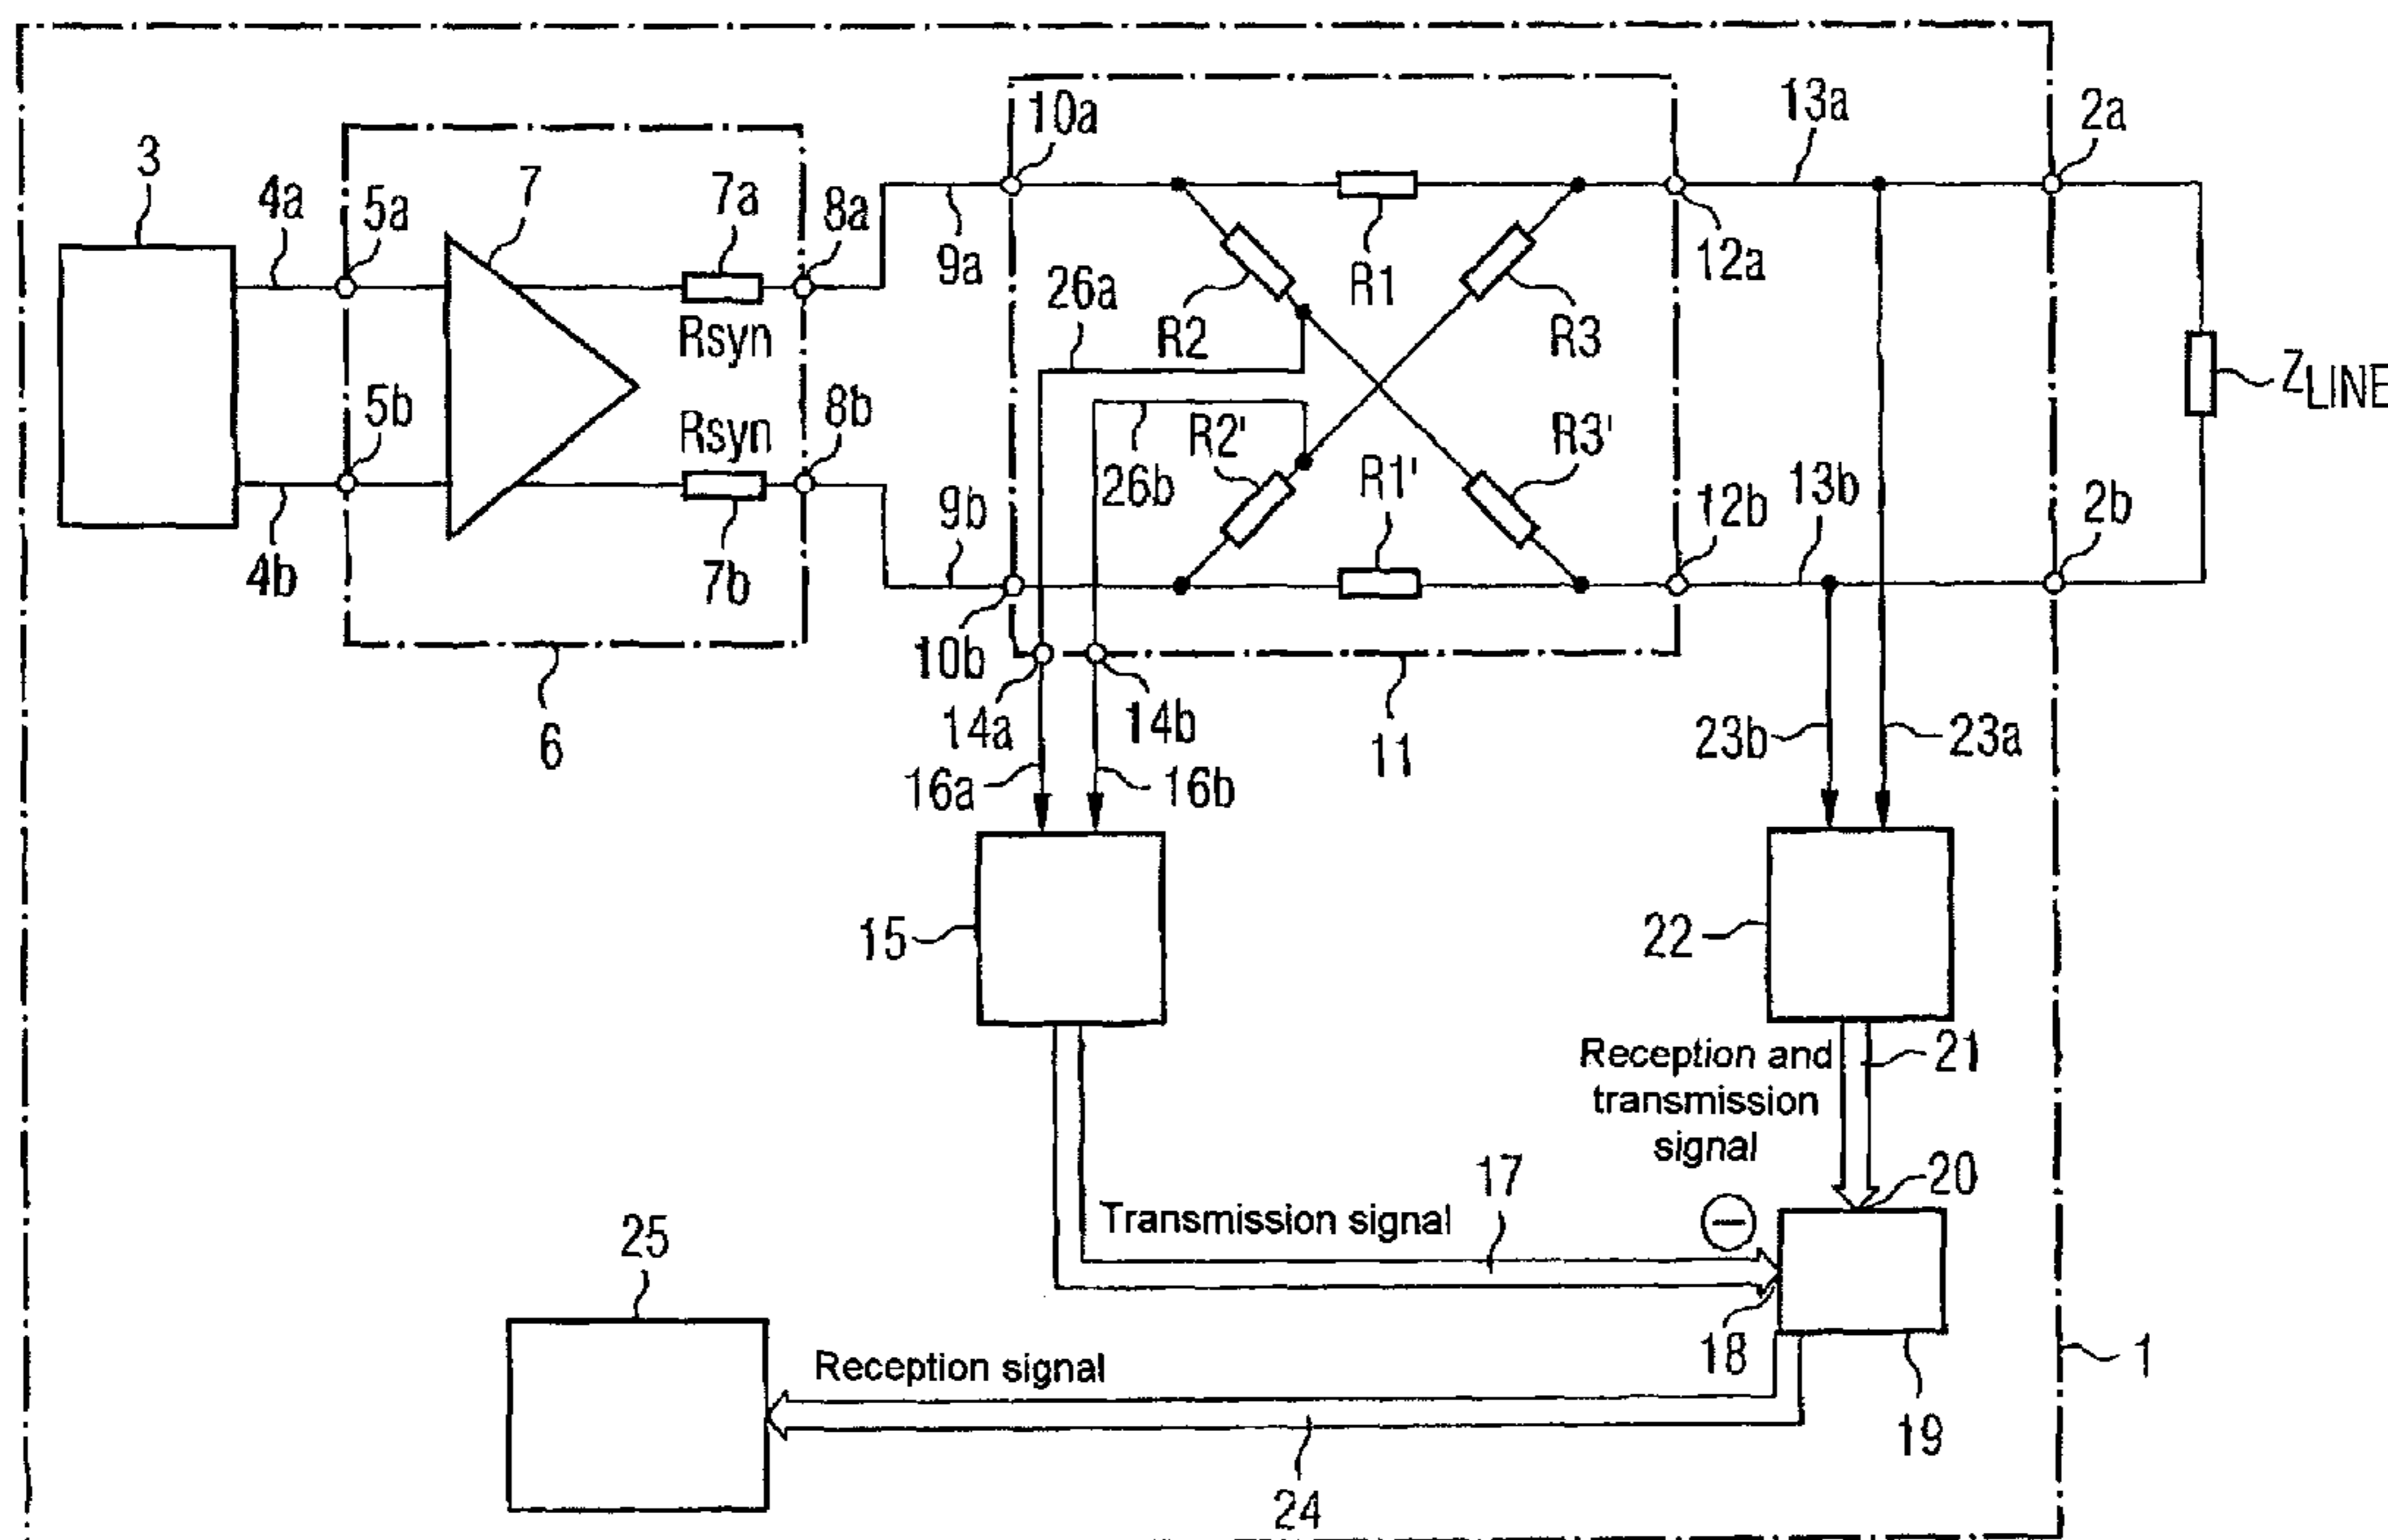 10a
13a
2a
3
4a
5a
7
7a
8a
9a
26a
R2
R1
R3
12a
Rsyn
ZLINE
5b
Rsyn
8b
R2'
R3'
26b
R1'
9b
13b
12b
2b
4b
7b
10b
6
14a
14b
11
23b
23a
16a
16b
15
22
Reception and
transmission
signal
21
20
17
Transmission signal
−
25
18
19
1
Reception signal
24